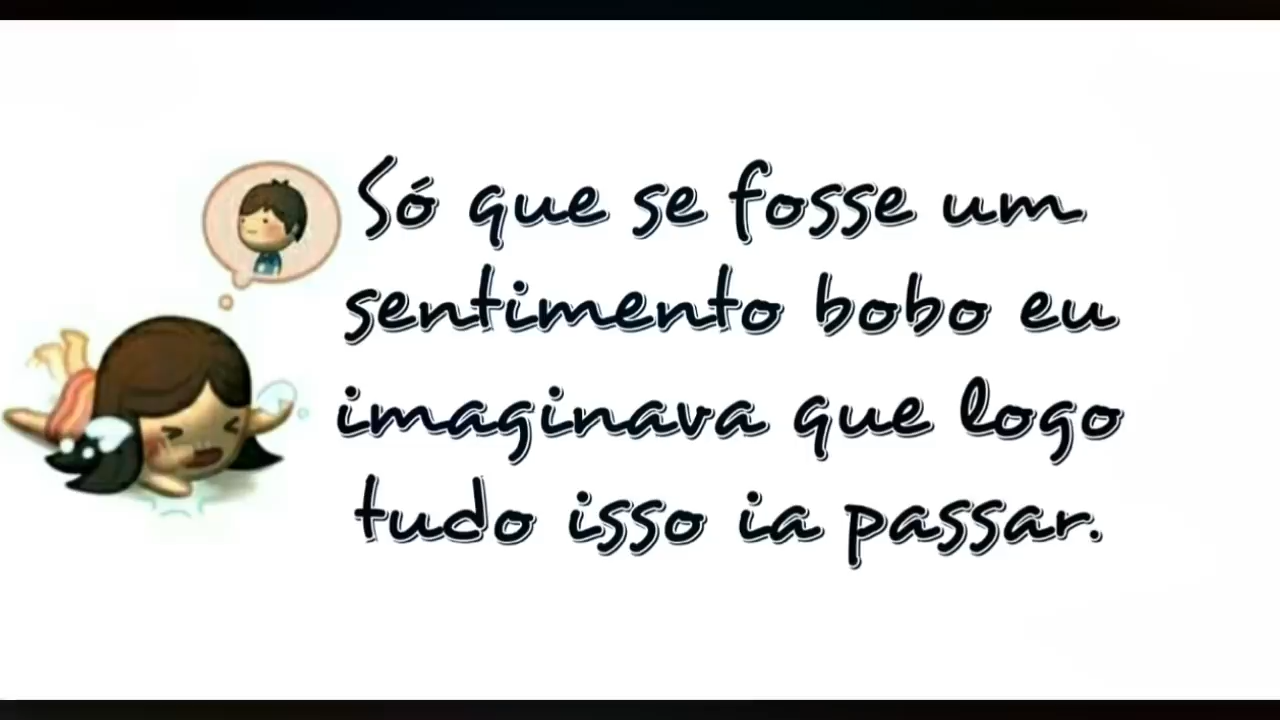 Só que se fosse um
sentimento bobo eu
imaginava que logo
tudo isso ia passar.